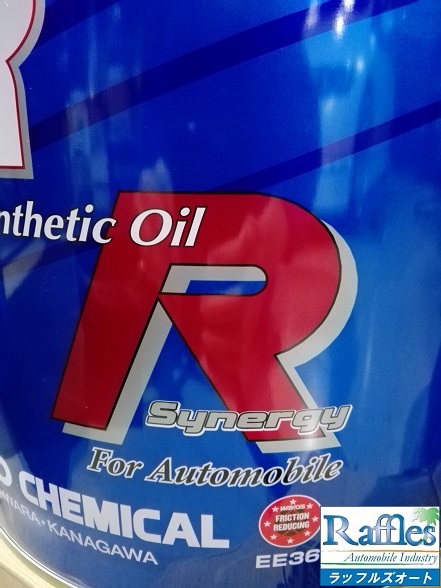 nthetic Oil
R
Synergy
For Automobile
O CHEMICAL
WARA・KANAGAWA
WAKO'S
FRICTION
REDUCING
EE36
Raffles
Automobile Industry
ラッフルズオート